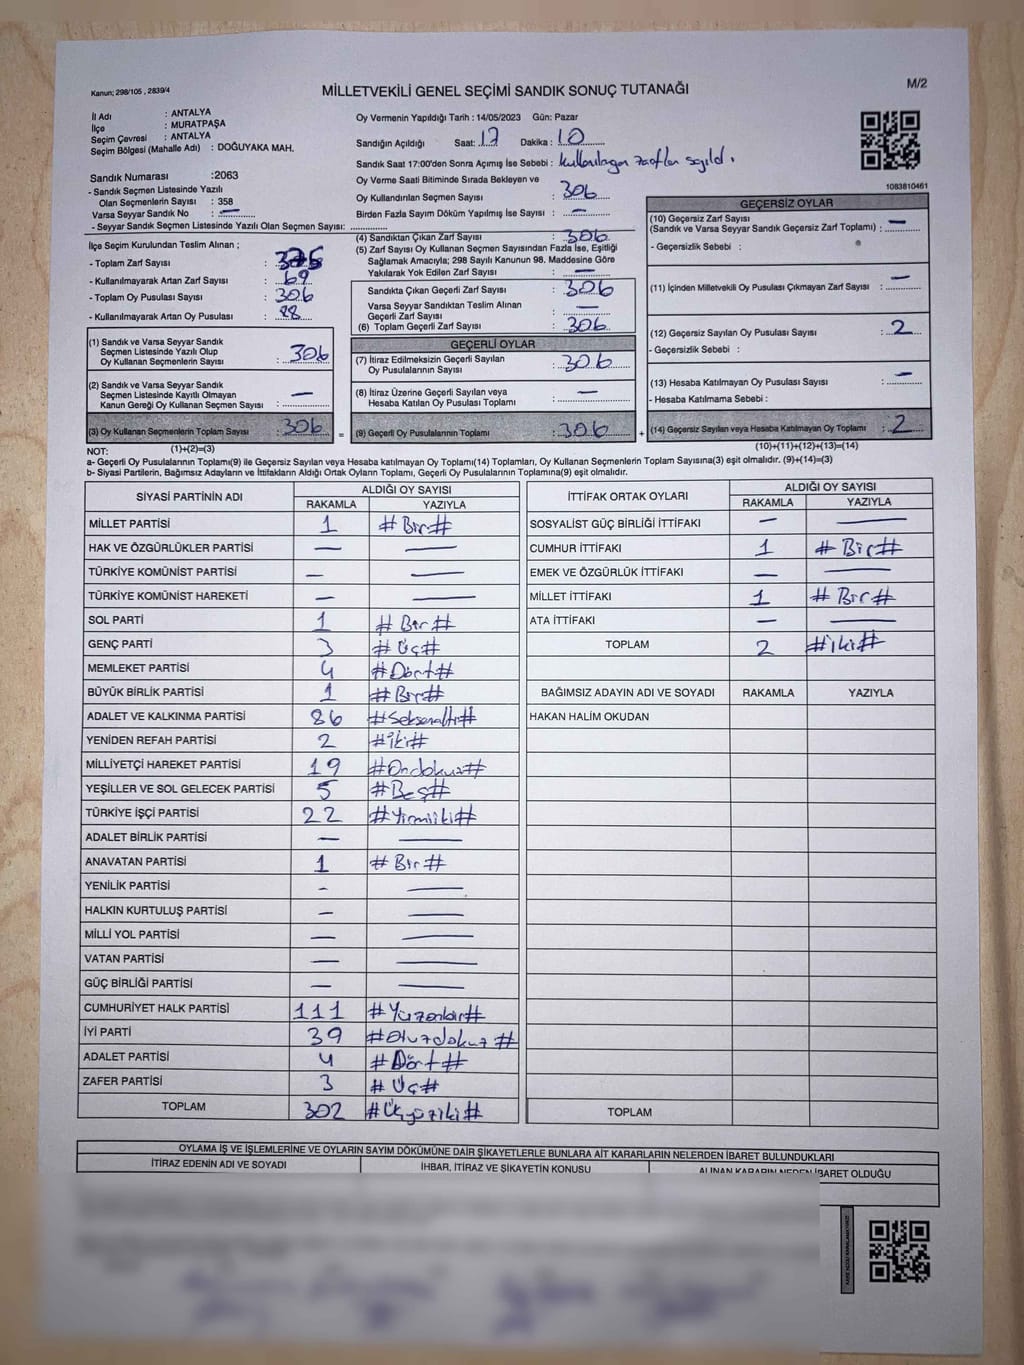 Kanun; 298/105 , 2839/4
MİLLETVEKİLİ GENEL SEÇİMİ SANDIK SONUÇ TUTANAĞI
M/2
İl Adı : ANTALYA
İlçe : MURATPAŞA
Seçim Çevresi : ANTALYA
Seçim Bölgesi (Mahalle Adı) : DOĞUYAKA MAH.
Sandık Numarası :2063
- Sandık Seçmen Listesinde Yazılı
Olan Seçmenlerin Sayısı : 358
Varsa Seyyar Sandık No : —
- Seyyar Sandık Seçmen Listesinde Yazılı Olan Seçmen Sayısı:
İlçe Seçim Kurulundan Teslim Alınan ;
- Toplam Zarf Sayısı :
- Kullanılmayarak Artan Zarf Sayısı : 69
- Toplam Oy Pusulası Sayısı : 306
- Kullanılmayarak Artan Oy Pusulası : 88
Oy Vermenin Yapıldığı Tarih : 14/05/2023 Gün: Pazar
Sandığın Açıldığı Saat: 17 Dakika : 10
Sandık Saat 17:00'den Sonra Açılmış İse Sebebi : kullanılmayan zarflar sayıldı.
Oy Verme Saati Bitiminde Sırada Bekleyen ve
Oy Kullandırılan Seçmen Sayısı : 306
Birden Fazla Sayım Döküm Yapılmış İse Sayısı : —
(4) Sandıktan Çıkan Zarf Sayısı : 306
(5) Zarf Sayısı Oy Kullanan Seçmen Sayısından Fazla İse, Eşitliği
Sağlamak Amacıyla; 298 Sayılı Kanunun 98. Maddesine Göre
Yakılarak Yok Edilen Zarf Sayısı : —
Sandıkta Çıkan Geçerli Zarf Sayısı : 306
Varsa Seyyar Sandıktan Teslim Alınan
Geçerli Zarf Sayısı : —
(6) Toplam Geçerli Zarf Sayısı : 306
1083810461
GEÇERSİZ OYLAR
(10) Geçersiz Zarf Sayısı
(Sandık ve Varsa Seyyar Sandık Geçersiz Zarf Toplamı) : —
- Geçersizlik Sebebi :
(11) İçinden Milletvekili Oy Pusulası Çıkmayan Zarf Sayısı : —
(12) Geçersiz Sayılan Oy Pusulası Sayısı : 2
- Geçersizlik Sebebi :
(13) Hesaba Katılmayan Oy Pusulası Sayısı : —
- Hesaba Katılmama Sebebi :
(14) Geçersiz Sayılan veya Hesaba Katılmayan Oy Toplamı : 2
(1) Sandık ve Varsa Seyyar Sandık
Seçmen Listesinde Yazılı Olup
Oy Kullanan Seçmenlerin Sayısı : 306
(2) Sandık ve Varsa Seyyar Sandık
Seçmen Listesinde Kayıtlı Olmayan
Kanun Gereği Oy Kullanan Seçmen Sayısı : —
(3) Oy Kullanan Seçmenlerin Toplam Sayısı : 306 =
GEÇERLİ OYLAR
(7) İtiraz Edilmeksizin Geçerli Sayılan
Oy Pusulalarının Sayısı : 306
(8) İtiraz Üzerine Geçerli Sayılan veya
Hesaba Katılan Oy Pusulası Toplamı : —
(9) Geçerli Oy Pusulalarının Toplamı : 306 +
NOT: (1)+(2)=(3)
(10)+(11)+(12)+(13)=(14)
a- Geçerli Oy Pusulalarının Toplamı(9) ile Geçersiz Sayılan veya Hesaba katılmayan Oy Toplamı(14) Toplamları, Oy Kullanan Seçmenlerin Toplam Sayısına(3) eşit olmalıdır. (9)+(14)=(3)
b- Siyasi Partilerin, Bağımsız Adayların ve İttifakların Aldığı Ortak Oyların Toplamı, Geçerli Oy Pusulalarının Toplamına(9) eşit olmalıdır.
SİYASİ PARTİNİN ADI ALDIĞI OY SAYISI
RAKAMLA YAZIYLA
MİLLET PARTİSİ 1 #Bir#
HAK VE ÖZGÜRLÜKLER PARTİSİ — —
TÜRKİYE KOMÜNİST PARTİSİ — —
TÜRKİYE KOMÜNİST HAREKETİ — —
SOL PARTİ 1 #Bir#
GENÇ PARTİ 3 #Üç#
MEMLEKET PARTİSİ 4 #Dört#
BÜYÜK BİRLİK PARTİSİ 1 #Bir#
ADALET VE KALKINMA PARTİSİ 86 #Seksenaltı#
YENİDEN REFAH PARTİSİ 2 #İki#
MİLLİYETÇİ HAREKET PARTİSİ 19 #Ondokuz#
YEŞİLLER VE SOL GELECEK PARTİSİ 5 #Beş#
TÜRKİYE İŞÇİ PARTİSİ 22 #Yirmiiki#
ADALET BİRLİK PARTİSİ — —
ANAVATAN PARTİSİ 1 #Bir#
YENİLİK PARTİSİ - —
HALKIN KURTULUŞ PARTİSİ — —
MİLLİ YOL PARTİSİ — —
VATAN PARTİSİ — —
GÜÇ BİRLİĞİ PARTİSİ — —
CUMHURİYET HALK PARTİSİ 111 #Yüzonbir#
İYİ PARTİ 39 #Otuzdokuz#
ADALET PARTİSİ 4 #Dört#
ZAFER PARTİSİ 3 #Üç#
TOPLAM 302 #Üçyüziki#
İTTİFAK ORTAK OYLARI ALDIĞI OY SAYISI
RAKAMLA YAZIYLA
SOSYALİST GÜÇ BİRLİĞİ İTTİFAKI — —
CUMHUR İTTİFAKI 1 #Bir#
EMEK VE ÖZGÜRLÜK İTTİFAKI — —
MİLLET İTTİFAKI 1 #Bir#
ATA İTTİFAKI — —
TOPLAM 2 #iki#
BAĞIMSIZ ADAYIN ADI VE SOYADI RAKAMLA YAZIYLA
HAKAN HALİM OKUDAN
TOPLAM
OYLAMA İŞ VE İŞLEMLERİNE VE OYLARIN SAYIM DÖKÜMÜNE DAİR ŞİKAYETLERLE BUNLARA AİT KARARLARIN NELERDEN İBARET BULUNDUKLARI
İTİRAZ EDENİN ADI VE SOYADI
İHBAR, İTİRAZ VE ŞİKAYETİN KONUSU
ALINAN KARARIN NEDEN İBARET OLDUĞU